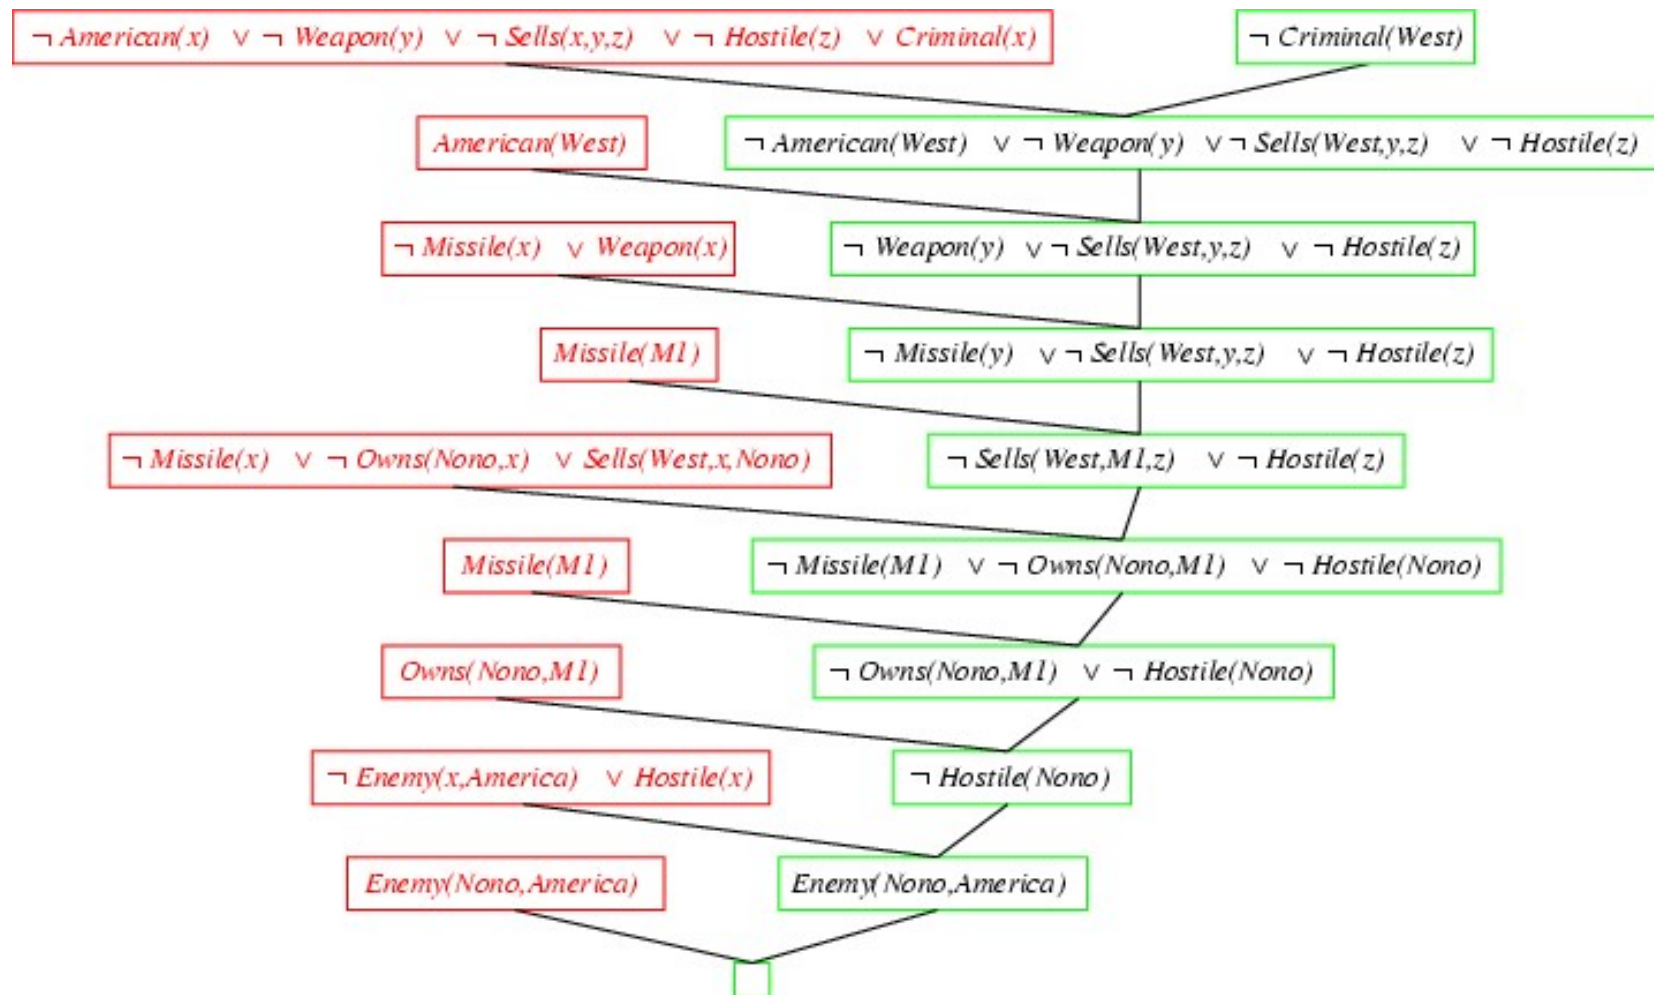 ¬ American(x) ∨ ¬ Weapon(y) ∨ ¬ Sells(x,y,z) ∨ ¬ Hostile(z) ∨ Criminal(x) ¬ Criminal(West)
American(West) ¬ American(West) ∨ ¬ Weapon(y) ∨ ¬ Sells(West,y,z) ∨ ¬ Hostile(z)
¬ Missile(x) ∨ Weapon(x) ¬ Weapon(y) ∨ ¬ Sells(West,y,z) ∨ ¬ Hostile(z)
Missile(M1) ¬ Missile(y) ∨ ¬ Sells(West,y,z) ∨ ¬ Hostile(z)
¬ Missile(x) ∨ ¬ Owns(Nono,x) ∨ Sells(West,x,Nono) ¬ Sells(West,M1,z) ∨ ¬ Hostile(z)
Missile(M1) ¬ Missile(M1) ∨ ¬ Owns(Nono,M1) ∨ ¬ Hostile(Nono)
Owns(Nono,M1) ¬ Owns(Nono,M1) ∨ ¬ Hostile(Nono)
¬ Enemy(x,America) ∨ Hostile(x) ¬ Hostile(Nono)
Enemy(Nono,America) Enemy(Nono,America)